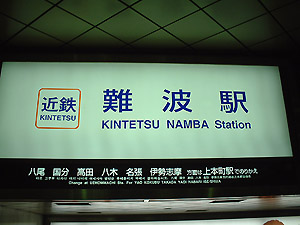 近鉄
KINTETSU
難波駅
KINTETSU NAMBA Station
八尾 国分 高田 八木 名張 伊勢志摩 方面は上本町駅でのりかえ
Change at UEHOMMACHI Sta. For YAO KOKUBU TAKADA YAGI NABARI ISE-SHIMA